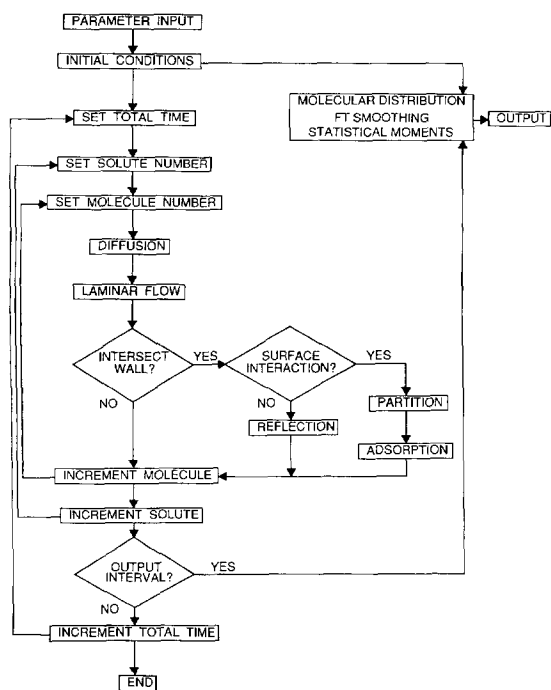 PARAMETER INPUT
INITIAL CONDITIONS
MOLECULAR DISTRIBUTION
FT SMOOTHING
STATISTICAL MOMENTS
OUTPUT
SET TOTAL TIME
SET SOLUTE NUMBER
SET MOLECULE NUMBER
DIFFUSION
LAMINAR FLOW
INTERSECT
WALL?
YES
NO
SURFACE
INTERACTION?
YES
NO
PARTITION
REFLECTION
ADSORPTION
INCREMENT MOLECULE
INCREMENT SOLUTE
OUTPUT
INTERVAL?
YES
NO
INCREMENT TOTAL TIME
END